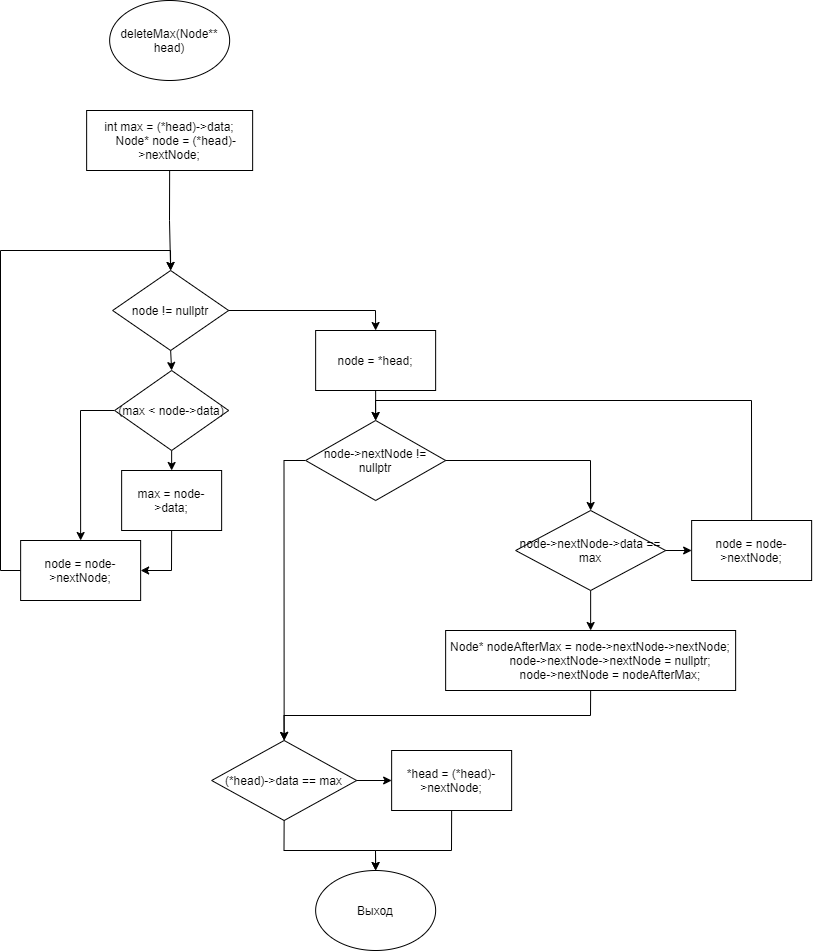 deleteMax(Node**
head)
int max = (*head)->data;
Node* node = (*head)-
>nextNode;
node != nullptr
node = *head;
(max < node->data)
node->nextNode !=
nullptr
max = node-
>data;
node->nextNode->data ==
max
node = node-
>nextNode;
node = node-
>nextNode;
Node* nodeAfterMax = node->nextNode->nextNode;
node->nextNode->nextNode = nullptr;
node->nextNode = nodeAfterMax;
(*head)->data == max
*head = (*head)-
>nextNode;
Выход